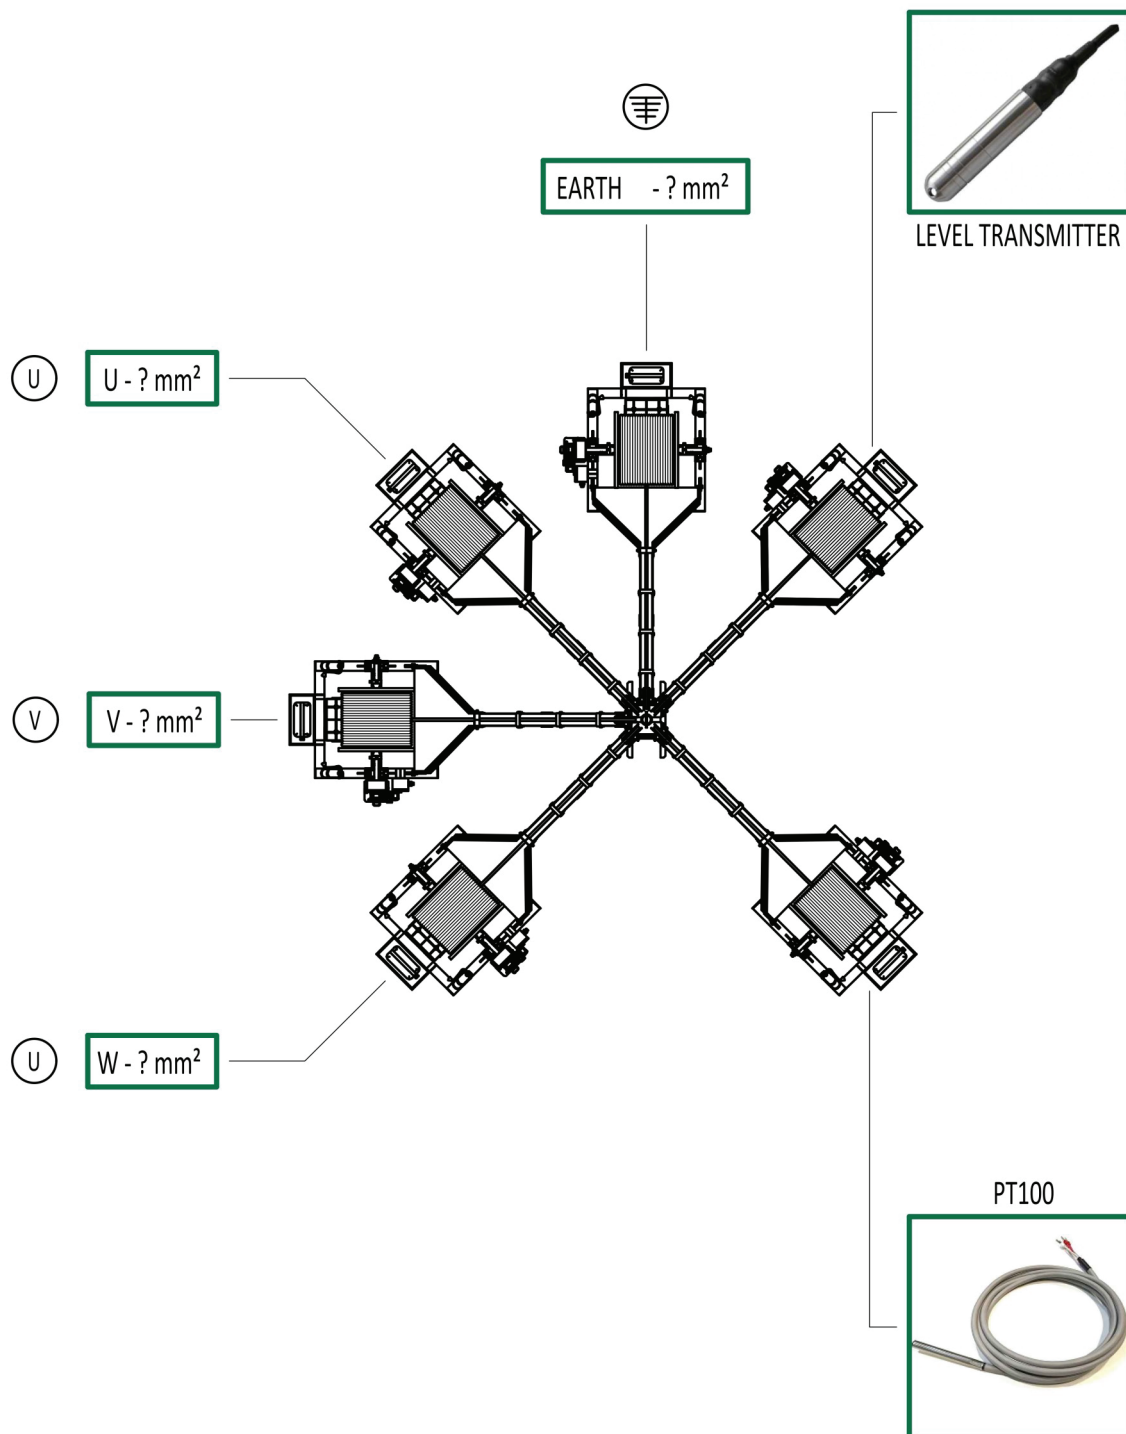 EARTH - ? mm²
LEVEL TRANSMITTER
U
U - ? mm²
V
V - ? mm²
U
W - ? mm²
PT100